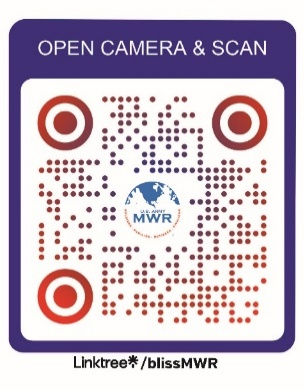 OPEN CAMERA & SCAN
U.S. ARMY
MWR
Linktree*/blissMWR